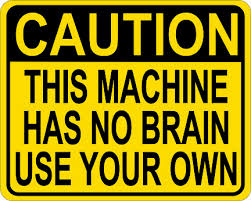 CAUTION
THIS MACHINE
HAS NO BRAIN
USE YOUR OWN